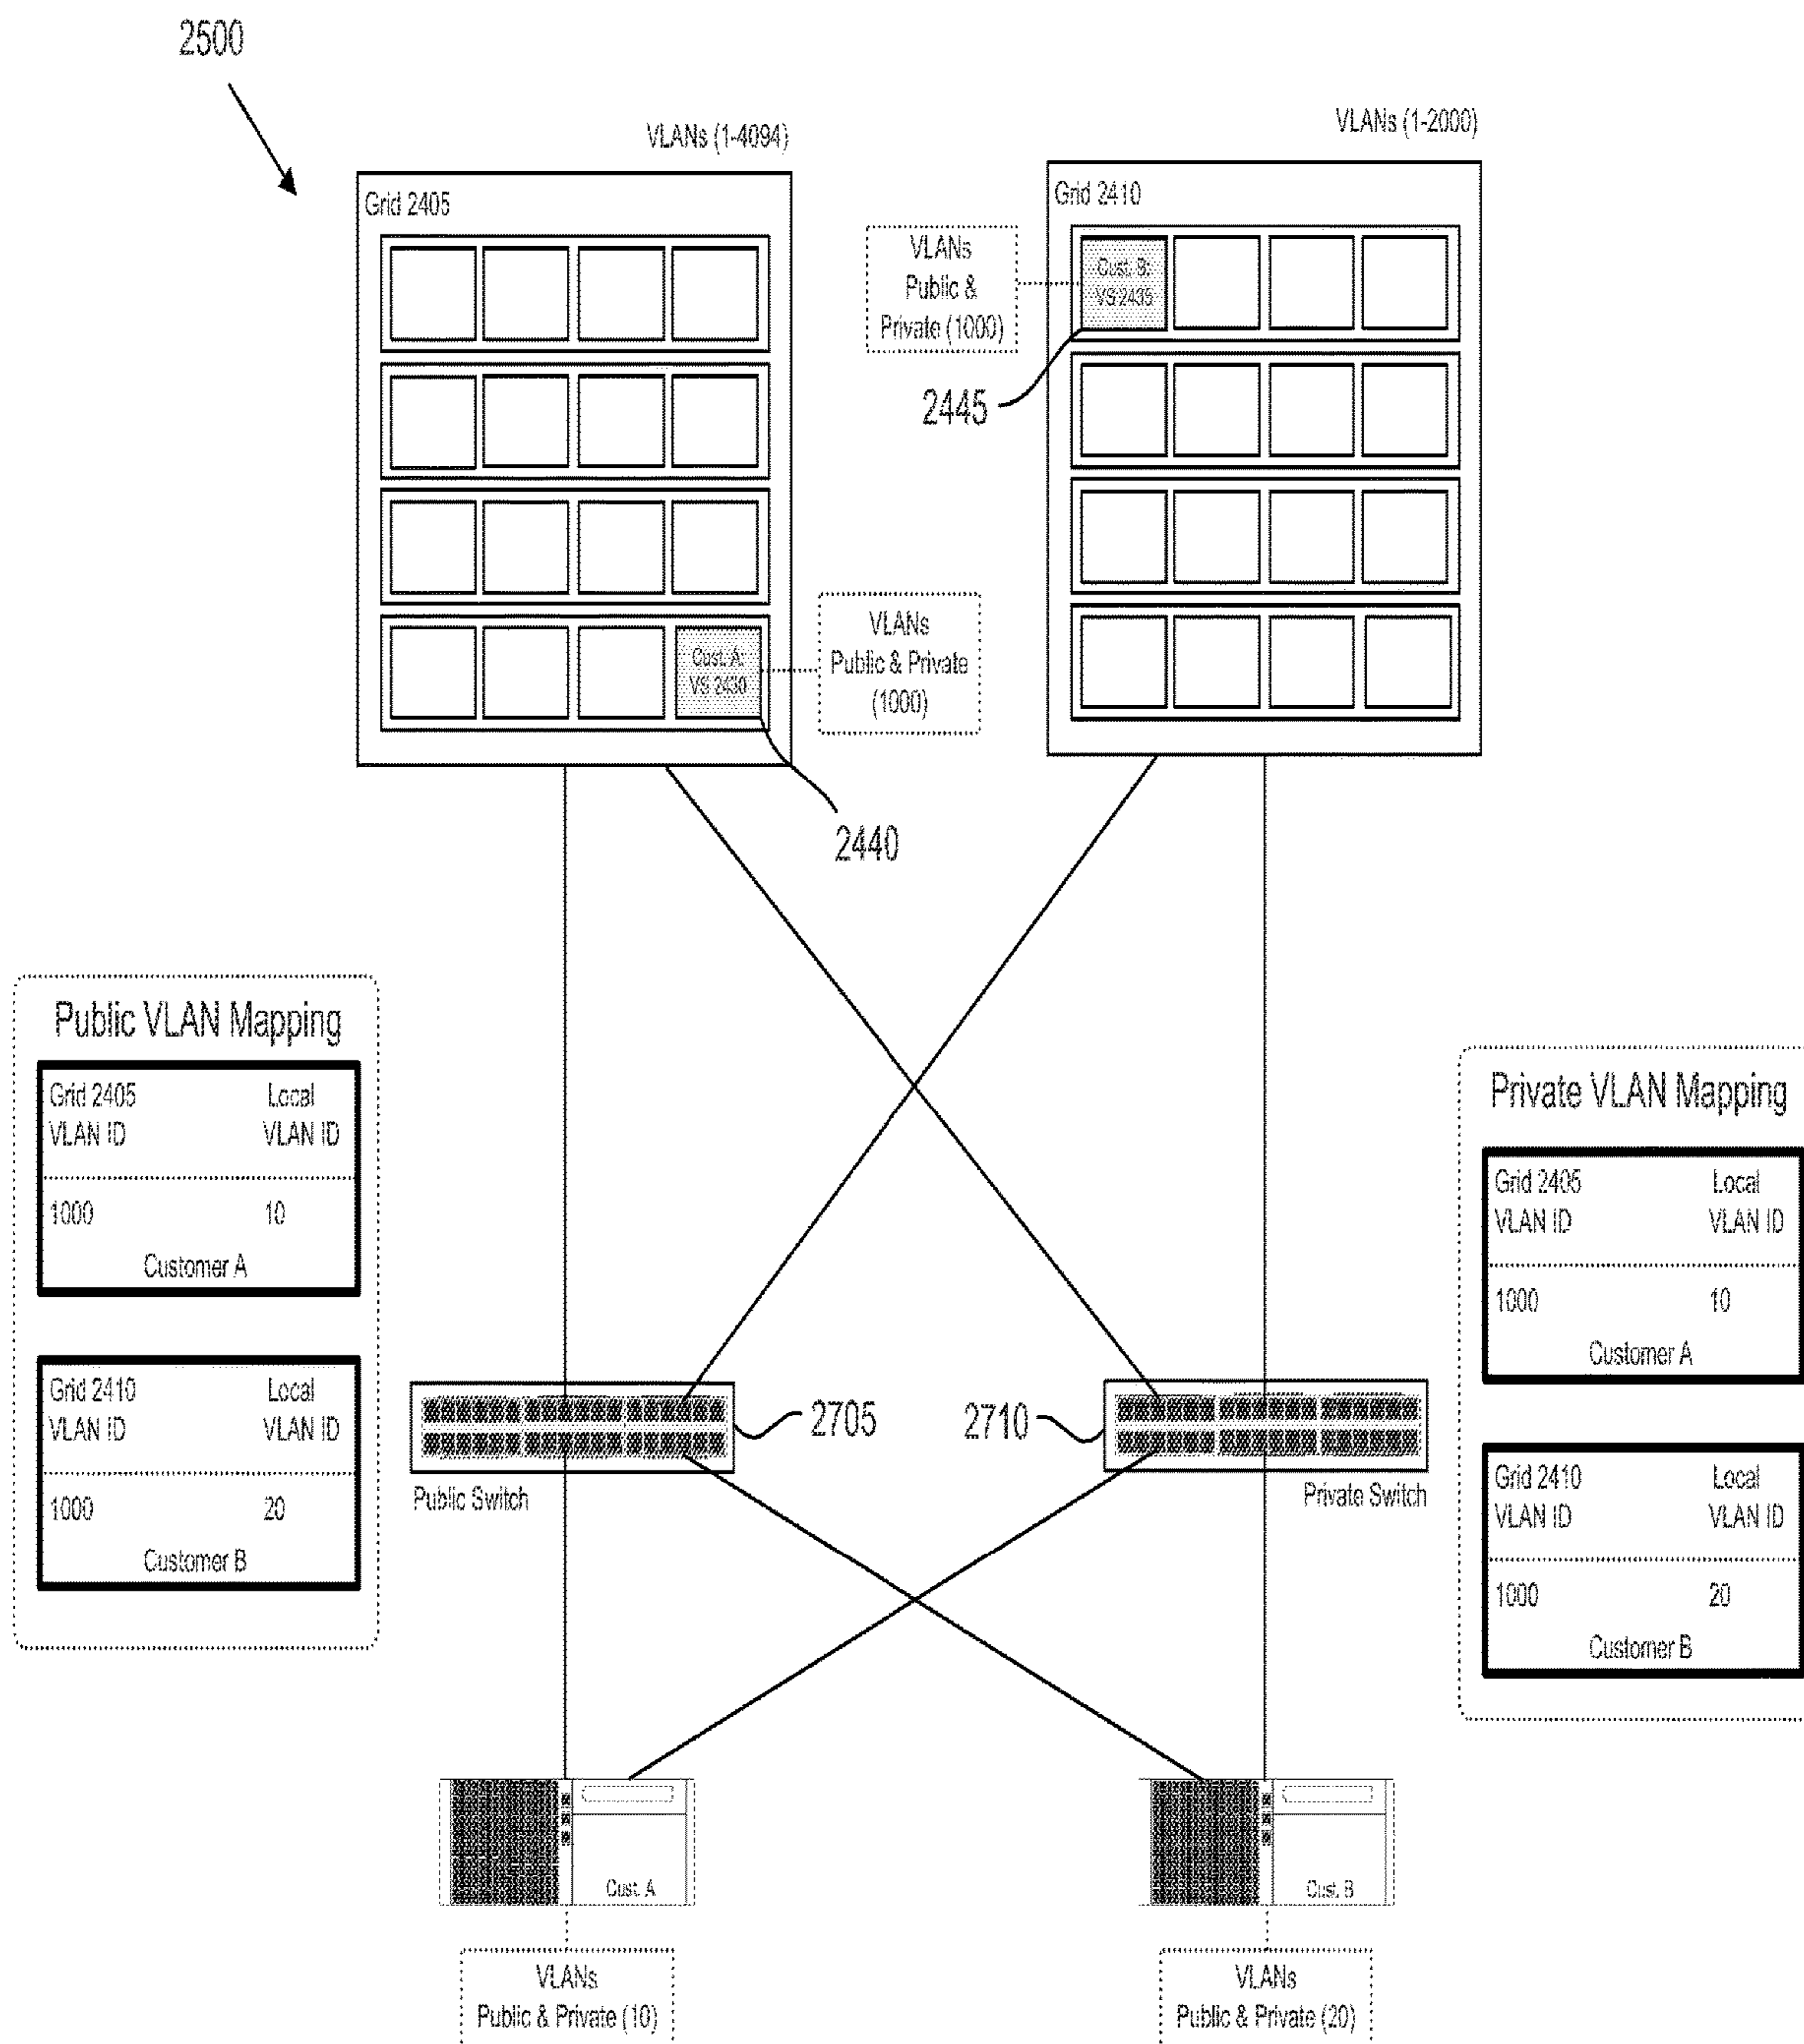 2500
VLANs (1-4094)
VLANs (1-2000)
Grid 2405
Grid 2410
VLANs
Public &
Private (1000)
Cust. B:
VS 2435
2445
VLANs
Public & Private
(1000)
Cust. A:
VS 2430
2440
Public VLAN Mapping
Grid 2405 Local
VLAN ID VLAN ID
1000 10
Customer A
Grid 2410 Local
VLAN ID VLAN ID
1000 20
Customer B
Private VLAN Mapping
Grid 2405 Local
VLAN ID VLAN ID
1000 10
Customer A
Grid 2410 Local
VLAN ID VLAN ID
1000 20
Customer B
2705
2710
Public Switch
Private Switch
Cust. A
Cust. B
VLANs
Public & Private (10)
VLANs
Public & Private (20)